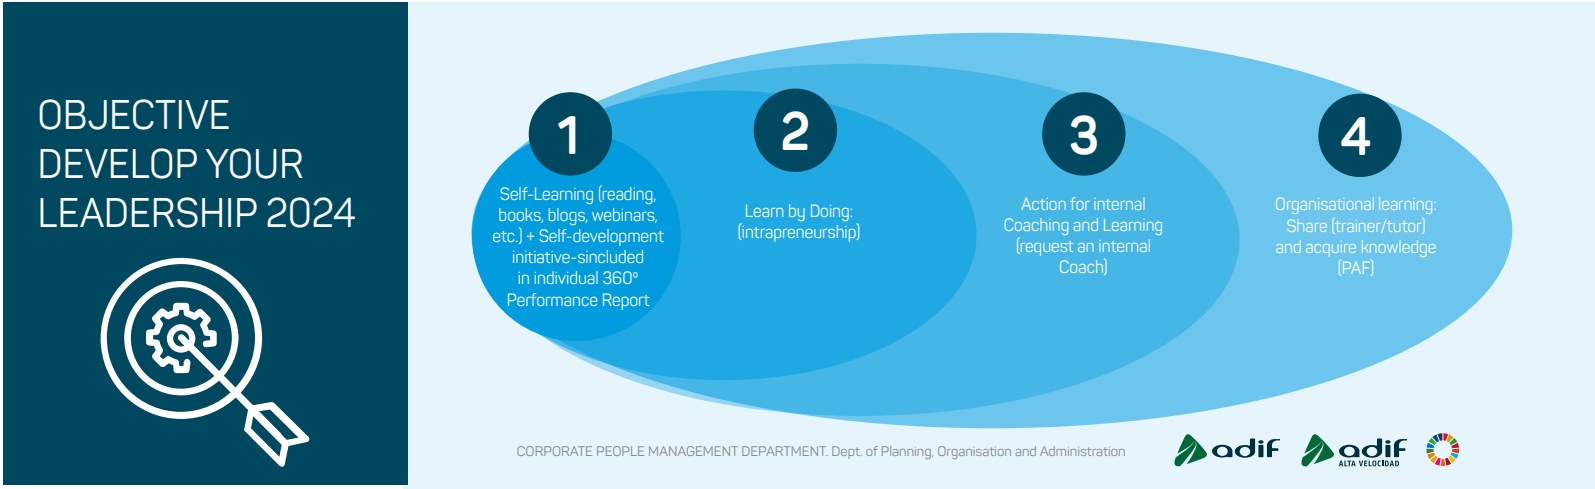 OBJECTIVE
DEVELOP YOUR
LEADERSHIP 2024
1
Self-Learning (reading,
books, blogs, webinars,
etc.) + Self-development
initiative-sincluded
in individual 360º
Performance Report
2
Learn by Doing:
(intrapreneurship)
3
Action for internal
Coaching and Learning
(request an internal
Coach)
4
Organisational learning:
Share (trainer/tutor)
and acquire knowledge
(PAF)
CORPORATE PEOPLE MANAGEMENT DEPARTMENT. Dept. of Planning, Organisation and Administration
adif
adif
ALTA VELOCIDAD